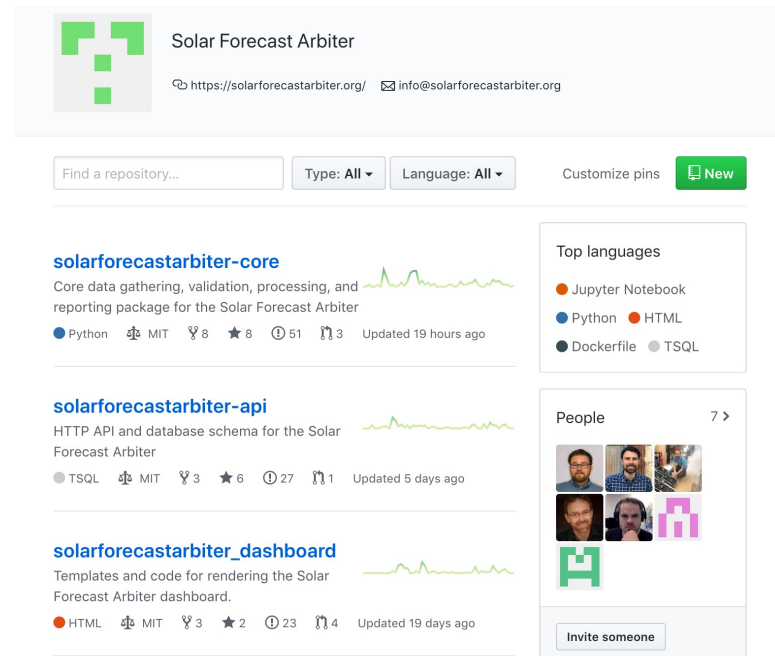 Solar Forecast Arbiter
https://solarforecastarbiter.org/ info@solarforecastarbiter.org
Find a repository...
Type: All
Language: All
Customize pins
New
solarforecastarbiter-core
Core data gathering, validation, processing, and
reporting package for the Solar Forecast Arbiter
Python MIT 8 8 51 3 Updated 19 hours ago
solarforecastarbiter-api
HTTP API and database schema for the Solar
Forecast Arbiter
TSQL MIT 3 6 27 1 Updated 5 days ago
solarforecastarbiter_dashboard
Templates and code for rendering the Solar
Forecast Arbiter dashboard.
HTML MIT 3 2 23 4 Updated 19 days ago
Top languages
Jupyter Notebook
Python HTML
Dockerfile TSQL
People 7
Invite someone